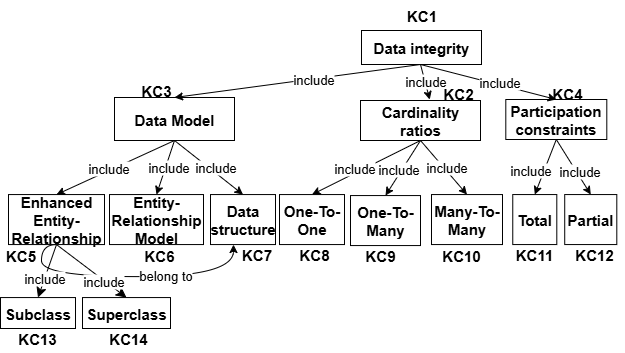 KC1
Data integrity
include
include
include
KC3
KC2
KC4
Data Model
Cardinality
ratios
Participation
constraints
include
include
include
include
include
include
include
include
Enhanced
Entity-
Relationship
Entity-
Relationship
Model
Data
structure
One-To-
One
One-To-
Many
Many-To-
Many
Total
Partial
KC5
KC6
KC7
KC8
KC9
KC10
KC11
KC12
belong to
include
include
Subclass
Superclass
KC13
KC14